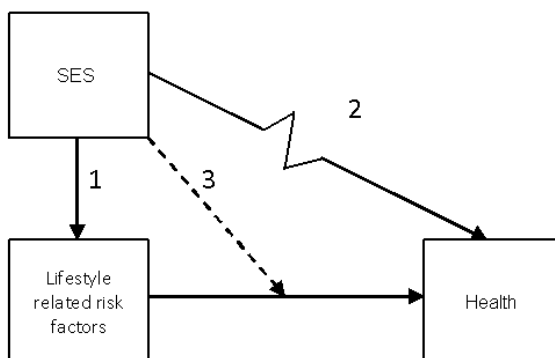 SES
2
1
3
Lifestyle
related risk
factors
Health